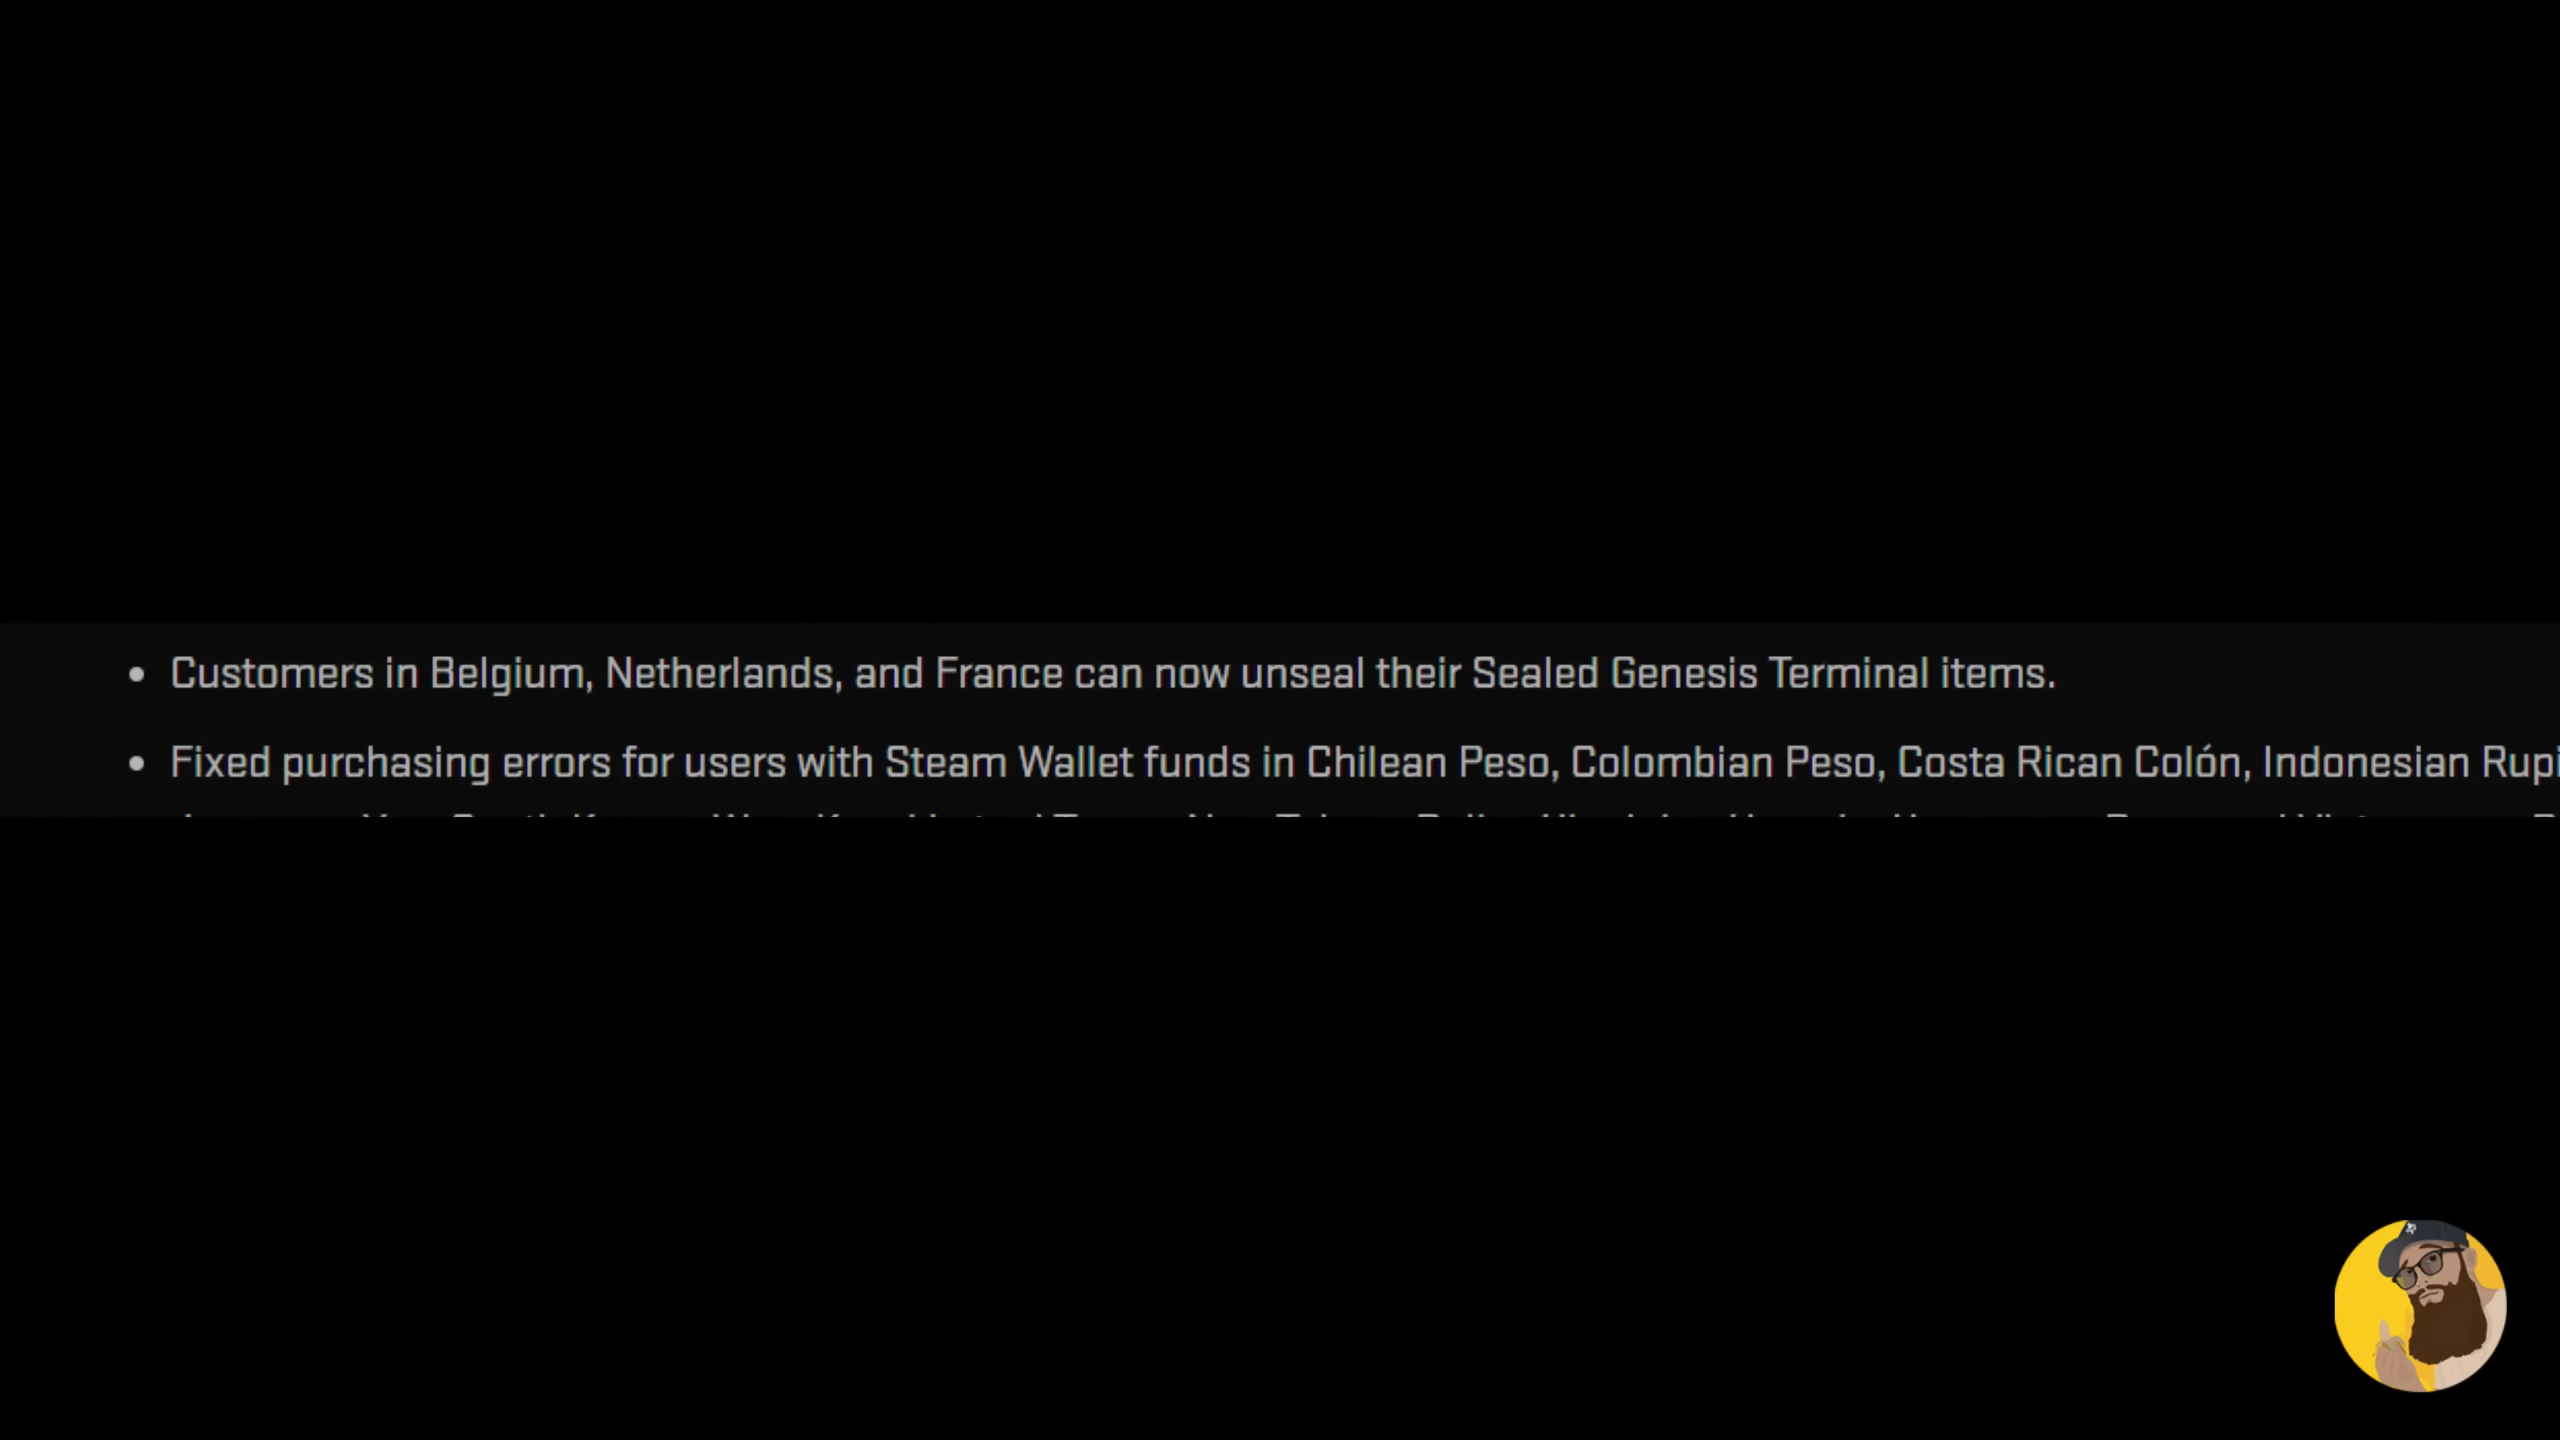 • Customers in Belgium, Netherlands, and France can now unseal their Sealed Genesis Terminal items.
• Fixed purchasing errors for users with Steam Wallet funds in Chilean Peso, Colombian Peso, Costa Rican Colón, Indonesian Rupi